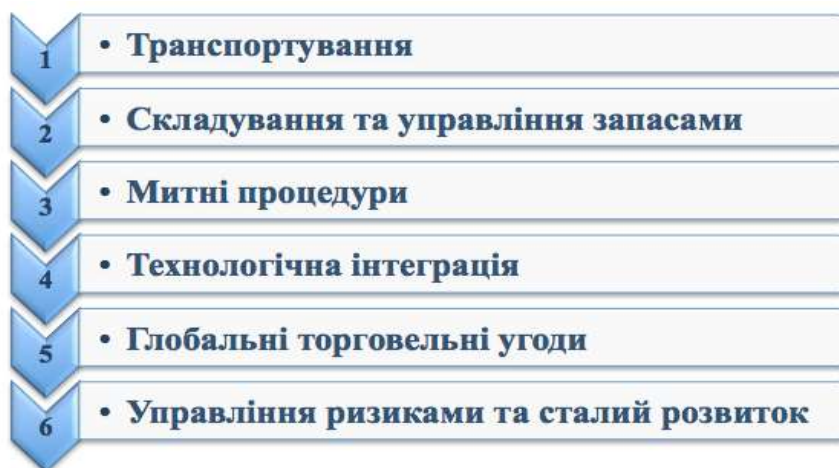 1 • Транспортування
2 • Складування та управління запасами
3 • Митні процедури
4 • Технологічна інтеграція
5 • Глобальні торговельні угоди
6 • Управління ризиками та сталий розвиток